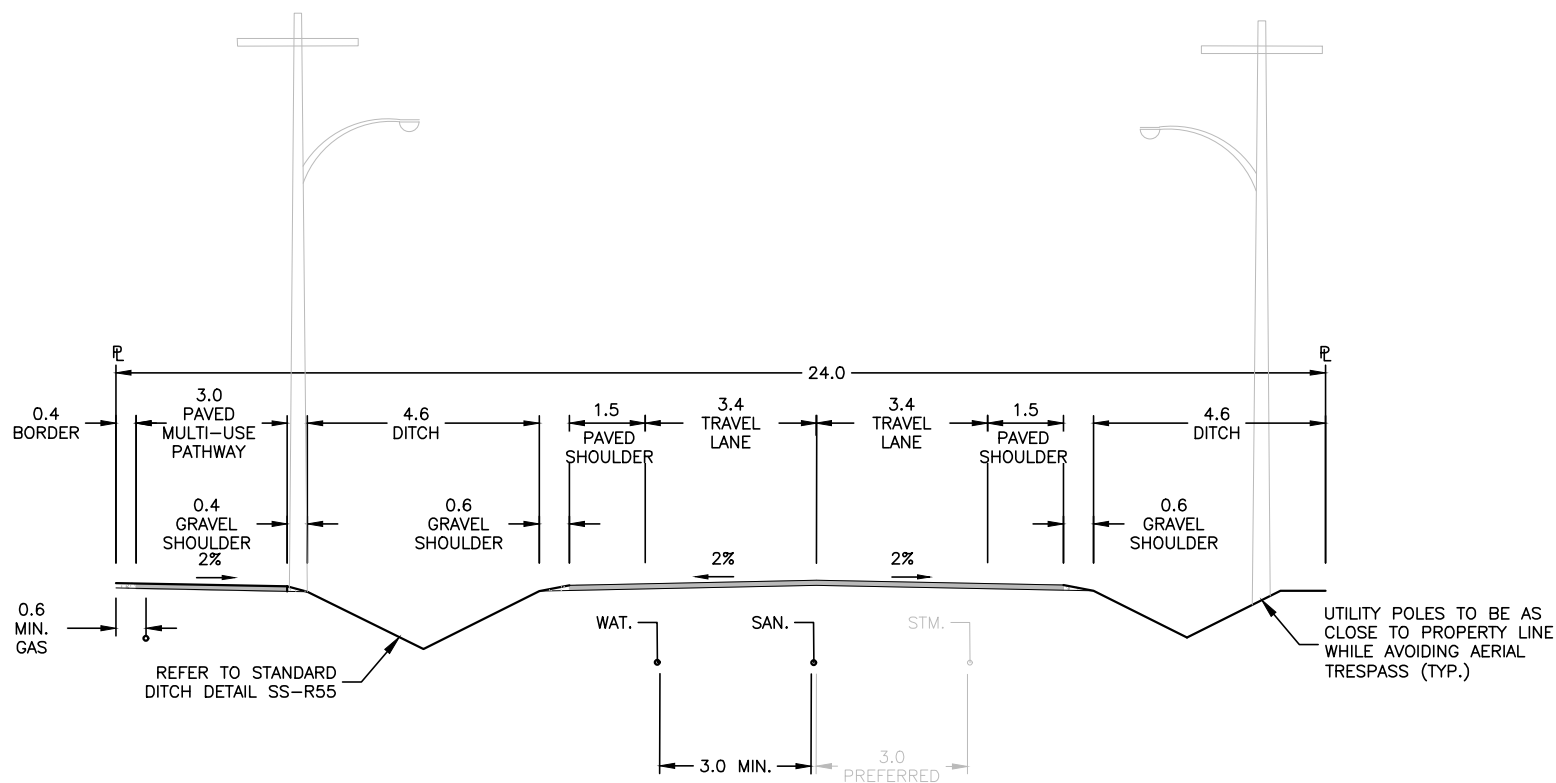 PL
PL
24.0
0.4
BORDER
3.0
PAVED
MULTI-USE
PATHWAY
4.6
DITCH
1.5
PAVED
SHOULDER
3.4
TRAVEL
LANE
3.4
TRAVEL
LANE
1.5
PAVED
SHOULDER
4.6
DITCH
0.4
GRAVEL
SHOULDER
0.6
GRAVEL
SHOULDER
0.6
GRAVEL
SHOULDER
2%
2%
2%
0.6
MIN.
GAS
WAT.
SAN.
STM.
REFER TO STANDARD
DITCH DETAIL SS-R55
UTILITY POLES TO BE AS
CLOSE TO PROPERTY LINE
WHILE AVOIDING AERIAL
TRESPASS (TYP.)
3.0 MIN.
3.0
PREFERRED